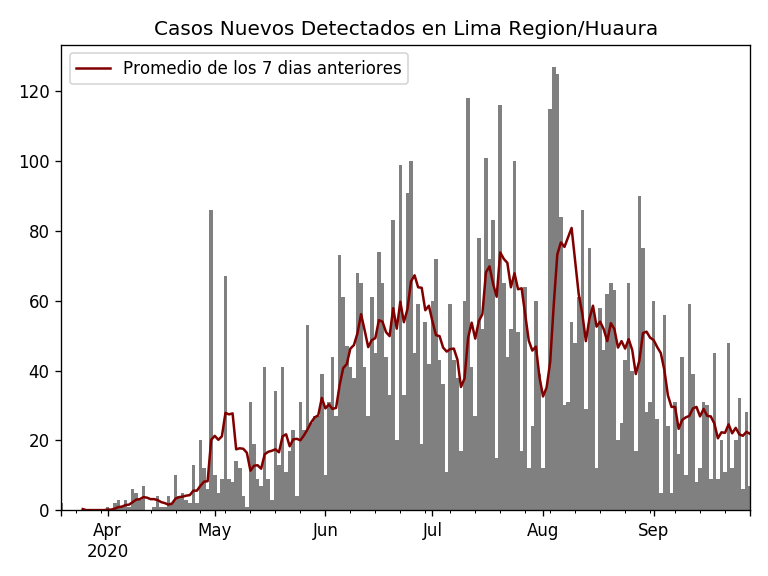 Casos Nuevos Detectados en Lima Region/Huaura
Promedio de los 7 dias anteriores
120
100
80
60
40
20
0
Apr May Jun Jul Aug Sep
2020